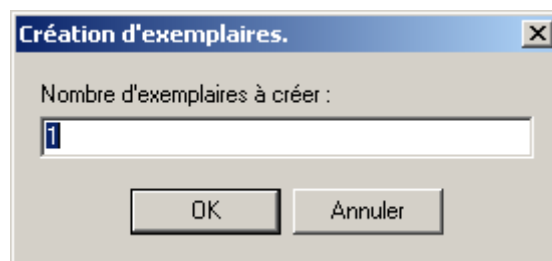 Création d'exemplaires.
Nombre d'exemplaires à créer :
1
OK Annuler